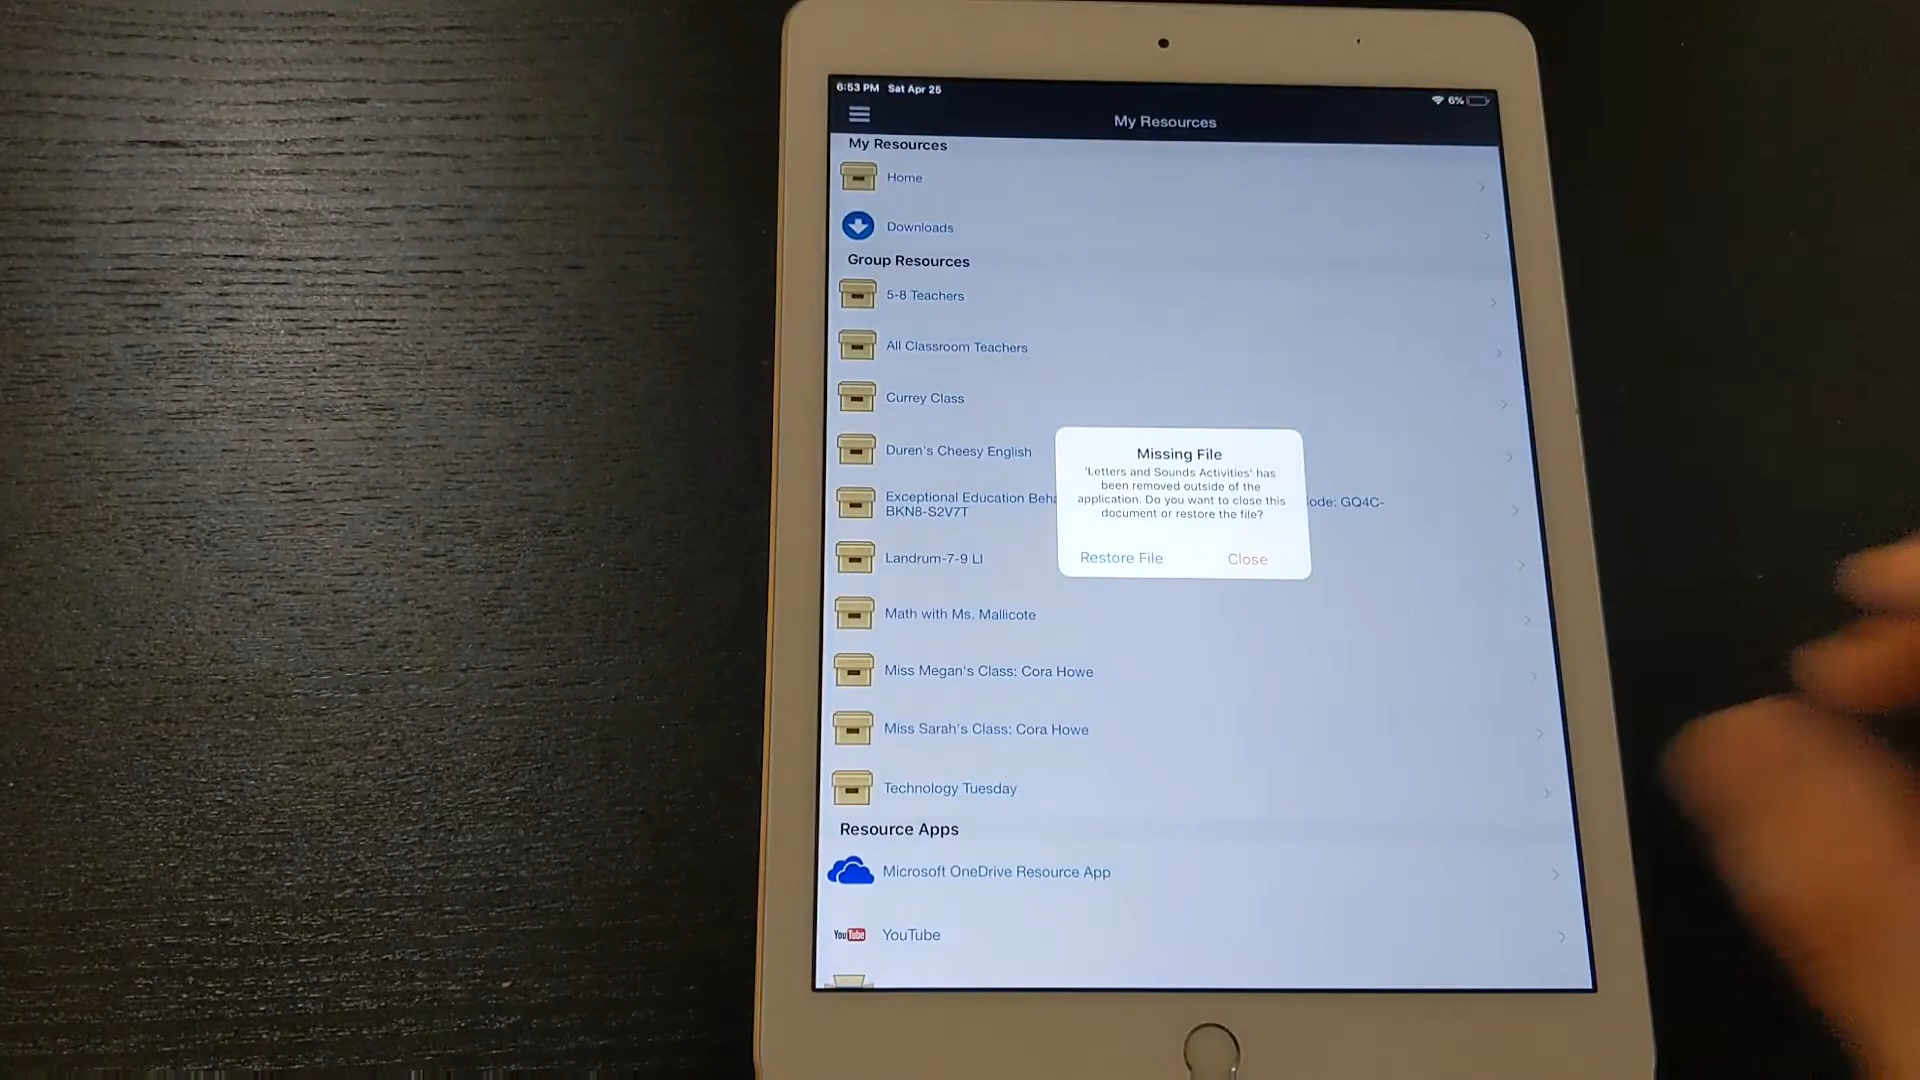 6:53 PM Sat Apr 25
6%
My Resources
My Resources
Home
Downloads
Group Resources
5-8 Teachers
All Classroom Teachers
Currey Class
Duren's Cheesy English
Exceptional Education
ode: GQ4C-
BKN8-S2V7T
Landrum-7-9 LI
Math with Ms. Mallicote
Miss Megan's Class: Cora Howe
Miss Sarah's Class: Cora Howe
Technology Tuesday
Resource Apps
Microsoft OneDrive Resource App
YouTube
YouTube
Missing File
'Letters and Sounds Activities' has
been removed outside of the
application. Do you want to close this
document or restore the file?
Restore File
Close